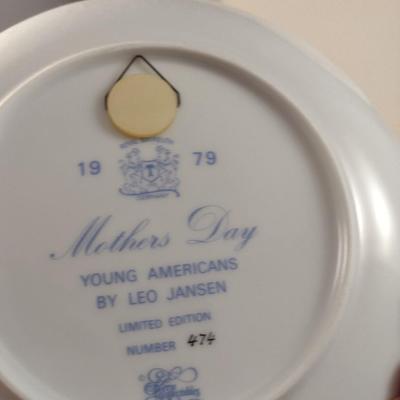 19 79
Mothers Day
YOUNG AMERICANS
BY LEO JANSEN
LIMITED EDITION
NUMBER 474
©